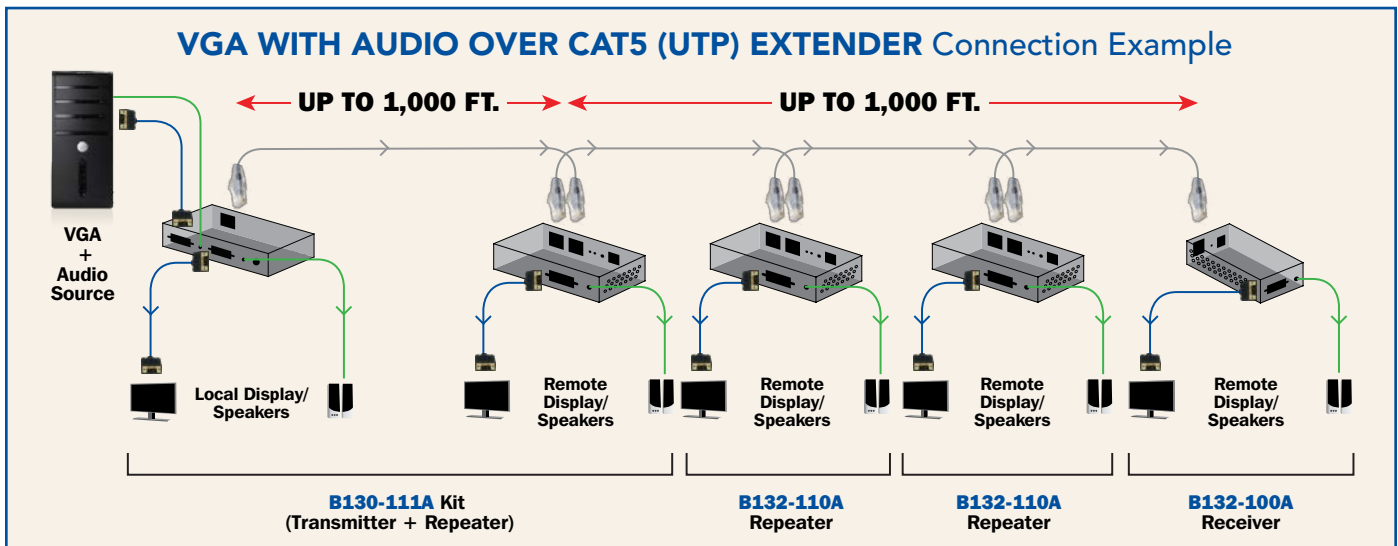 VGA WITH AUDIO OVER CAT5 (UTP) EXTENDER Connection Example
UP TO 1,000 FT.
UP TO 1,000 FT.
VGA
+
Audio
Source
Local Display/
Speakers
Remote
Display/
Speakers
Remote
Display/
Speakers
Remote
Display/
Speakers
Remote
Display/
Speakers
B130-111A Kit
(Transmitter + Repeater)
B132-110A
Repeater
B132-110A
Repeater
B132-100A
Receiver